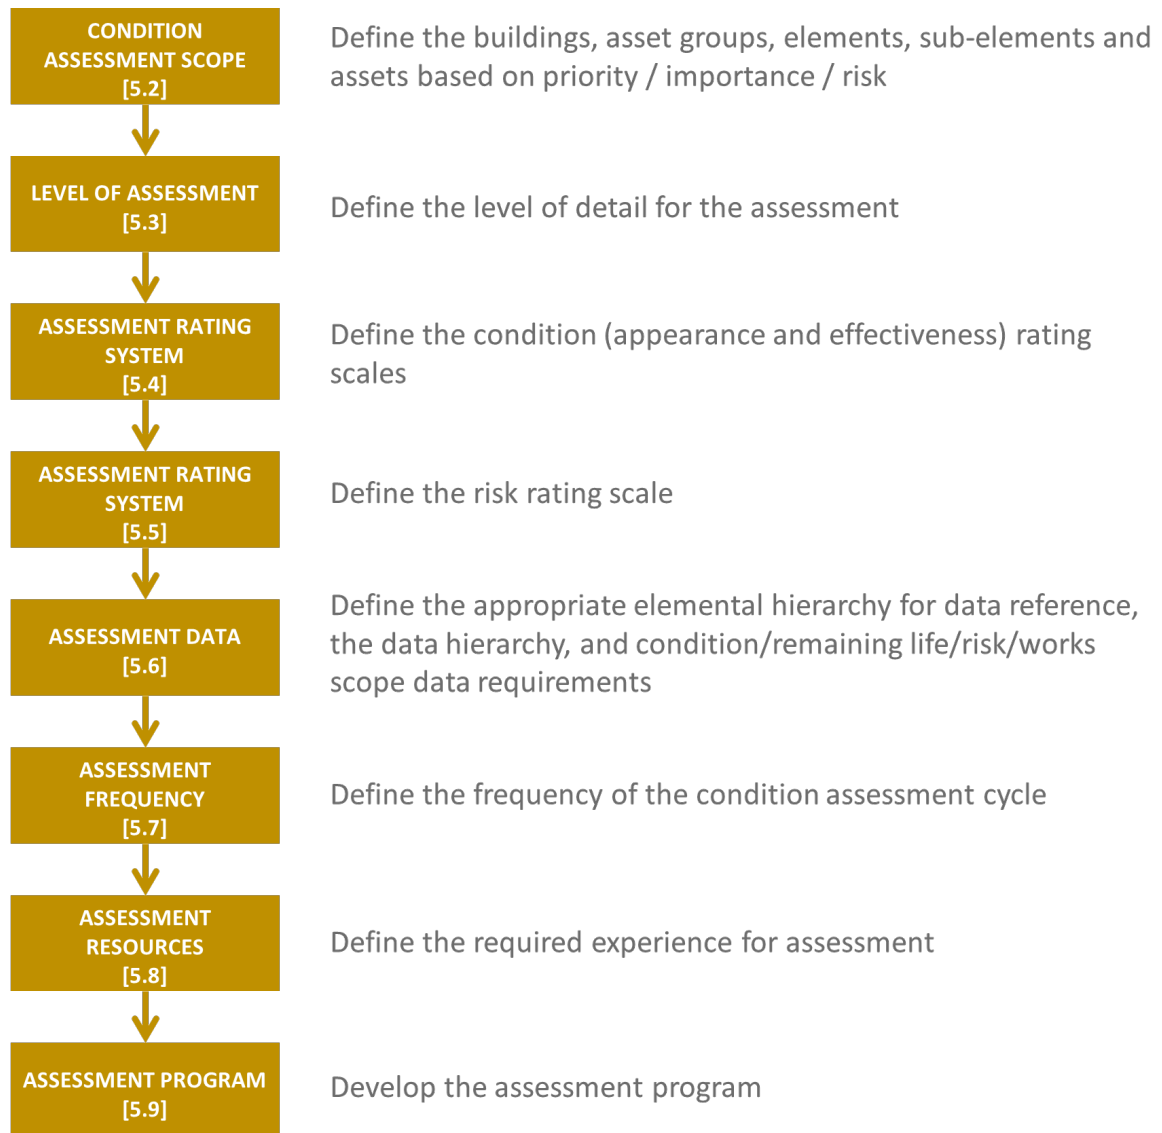 CONDITION
ASSESSMENT SCOPE
[5.2]
Define the buildings, asset groups, elements, sub-elements and
assets based on priority / importance / risk
LEVEL OF ASSESSMENT
[5.3]
Define the level of detail for the assessment
ASSESSMENT RATING
SYSTEM
[5.4]
Define the condition (appearance and effectiveness) rating
scales
ASSESSMENT RATING
SYSTEM
[5.5]
Define the risk rating scale
ASSESSMENT DATA
[5.6]
Define the appropriate elemental hierarchy for data reference,
the data hierarchy, and condition/remaining life/risk/works
scope data requirements
ASSESSMENT
FREQUENCY
[5.7]
Define the frequency of the condition assessment cycle
ASSESSMENT
RESOURCES
[5.8]
Define the required experience for assessment
ASSESSMENT PROGRAM
[5.9]
Develop the assessment program